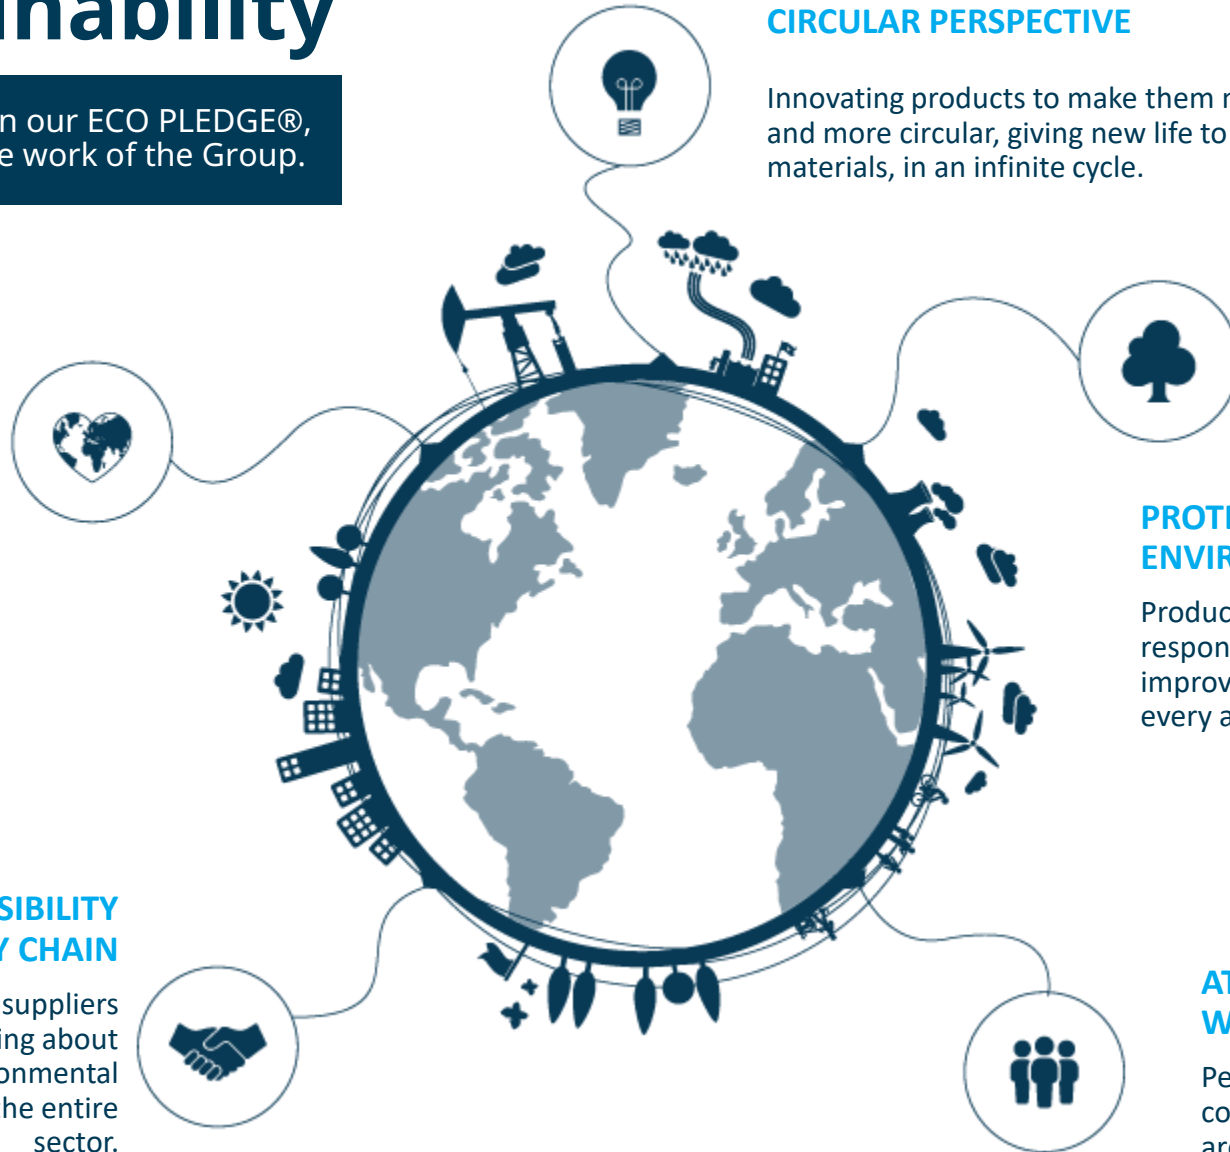 inability
n our ECO PLEDGE®,
e work of the Group.
CIRCULAR PERSPECTIVE
Innovating products to make them
and more circular, giving new life to
materials, in an infinite cycle.
PROT
ENVIR
Produc
respon
improv
every a
SIBILITY
Y CHAIN
suppliers
ing about
onmental
the entire
sector.
AT
W
Pe
co
are